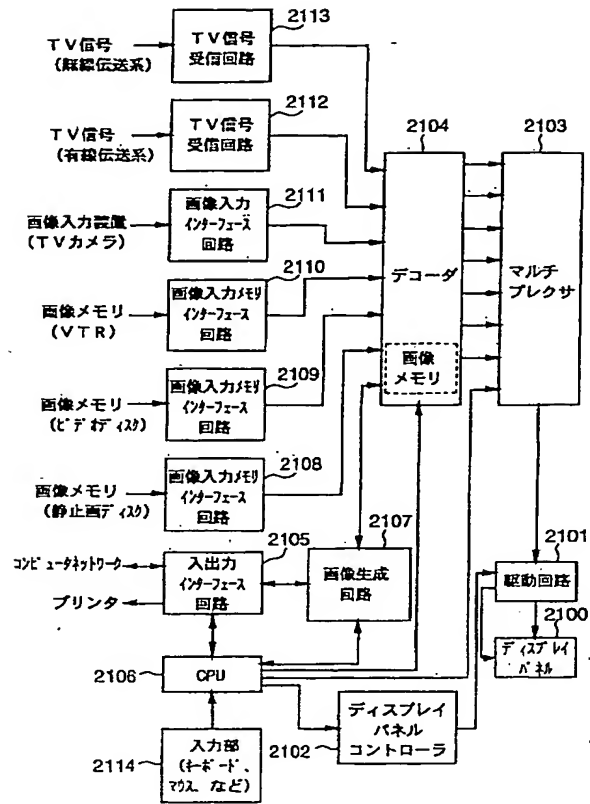 2113
TV信号
(無線伝送系)
TV信号
受信回路
2112
TV信号
(有線伝送系)
TV信号
受信回路
2104
2103
2111
画像入力装置
(TVカメラ)
画像入力
インターフェース
回路
デコーダ
マルチ
プレクサ
2110
画像メモリ
(VTR)
画像入力メモリ
インターフェース
回路
画像
メモリ
2109
画像メモリ
(ビデオディスク)
画像入力メモリ
インターフェース
回路
2108
画像メモリ
(静止画ディスク)
画像入力メモリ
インターフェース
回路
2107
2105
コンピュータネットワーク
プリンタ
入出力
インターフェース
回路
画像生成
回路
2101
駆動回路
2100
ディスプレイ
パネル
2106
CPU
ディスプレイ
パネル
コントローラ
2102
入力部
(キーボード、
マウス、など)
2114